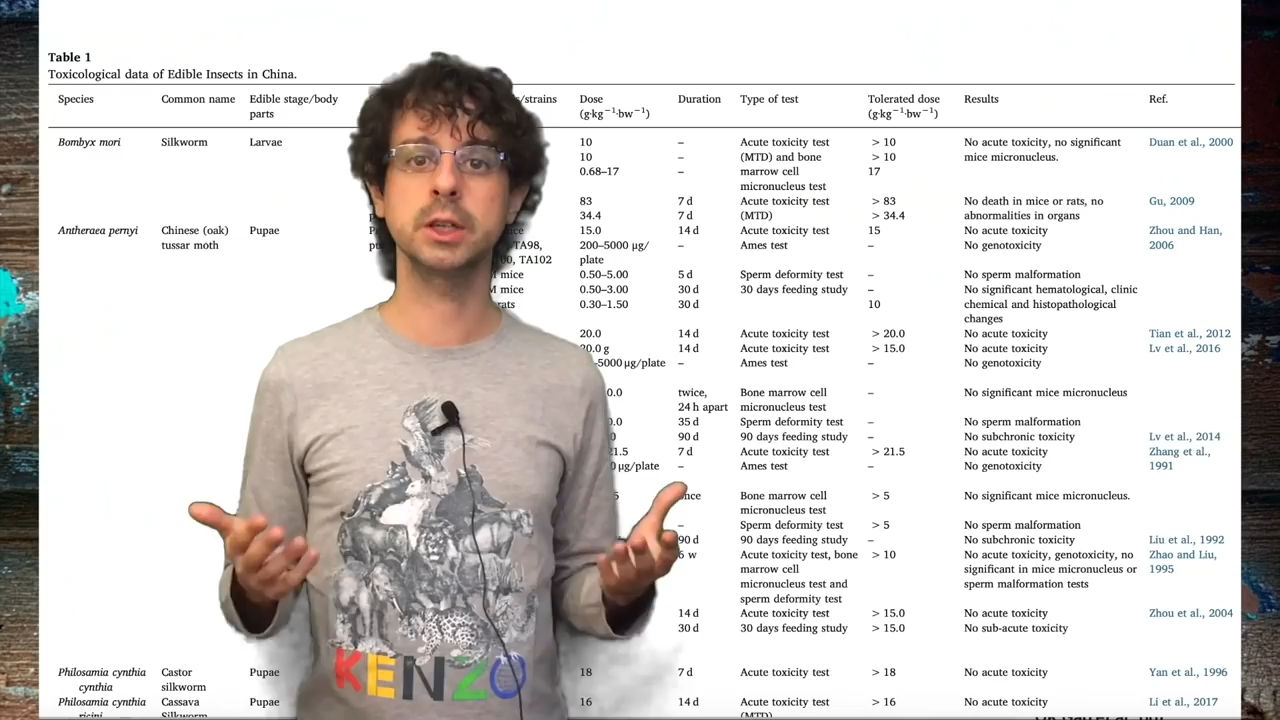 Table 1
Toxicological data of Edible Insects in China.
Species Common name Edible stage/body parts /strains Dose (g·kg⁻¹·bw⁻¹) Duration Type of test Tolerated dose (g·kg⁻¹·bw⁻¹) Results Ref.
Bombyx mori Silkworm Larvae 10 – Acute toxicity test > 10 No acute toxicity, no significant Duan et al., 2000
10 – (MTD) and bone > 10 mice micronucleus.
0.68–17 – marrow cell 17
micronucleus test
83 7 d Acute toxicity test > 83 No death in mice or rats, no Gu, 2009
34.4 7 d (MTD) > 34.4 abnormalities in organs
Antheraea pernyi Chinese (oak) Pupae 15.0 14 d Acute toxicity test 15 No acute toxicity Zhou and Han,
tussar moth TA98, 200–5000 μg/ – Ames test – No genotoxicity 2006
TA102 plate
mice 0.50–5.00 5 d Sperm deformity test – No sperm malformation
mice 0.50–3.00 30 d 30 days feeding study – No significant hematological, clinic
rats 0.30–1.50 30 d 10 chemical and histopathological
changes
20.0 14 d Acute toxicity test > 20.0 No acute toxicity Tian et al., 2012
14 d Acute toxicity test > 15.0 No acute toxicity Lv et al., 2016
5000 μg/plate – Ames test – No genotoxicity
twice, Bone marrow cell – No significant mice micronucleus
24 h apart micronucleus test
35 d Sperm deformity test – No sperm malformation
90 d 90 days feeding study – No subchronic toxicity Lv et al., 2014
7 d Acute toxicity test > 21.5 No acute toxicity Zhang et al.,
μg/plate – Ames test – No genotoxicity 1991
Bone marrow cell > 5 No significant mice micronucleus.
micronucleus test
– Sperm deformity test > 5 No sperm malformation
90 d 90 days feeding study – No subchronic toxicity Liu et al., 1992
6 w Acute toxicity test, bone > 10 No acute toxicity, genotoxicity, no Zhao and Liu,
marrow cell significant in mice micronucleus or 1995
micronucleus test and sperm malformation tests
sperm deformity test
14 d Acute toxicity test > 15.0 No acute toxicity Zhou et al., 2004
30 d 30 days feeding study > 15.0 No sub-acute toxicity
Philosamia cynthia Castor Pupae 18 7 d Acute toxicity test > 18 No acute toxicity Yan et al., 1996
cynthia silkworm
Philosamia cynthia Cassava Pupae 16 14 d Acute toxicity test > 16 No acute toxicity Li et al., 2017
ricini Silkworm (MTD)
KENZO